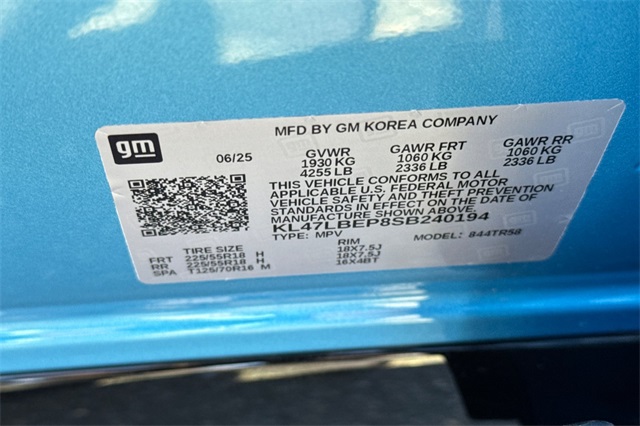 MFD BY GM KOREA COMPANY
gm
06/25 GVWR GAWR FRT GAWR RR
1930 KG 1060 KG 1060 KG
4255 LB 2336 LB 2336 LB
THIS VEHICLE CONFORMS TO ALL
APPLICABLE U.S. FEDERAL MOTOR
VEHICLE SAFETY AND THEFT PREVENTION
STANDARDS IN EFFECT ON THE DATE OF
MANUFACTURE SHOWN ABOVE.
KL47LBEP8SB240194
TYPE: MPV MODEL: 844TR58
TIRE SIZE RIM
FRT 225/55R18 H 18X7.5J
RR 225/55R18 H 18X7.5J
SPA T125/70R16 M 16X4BT